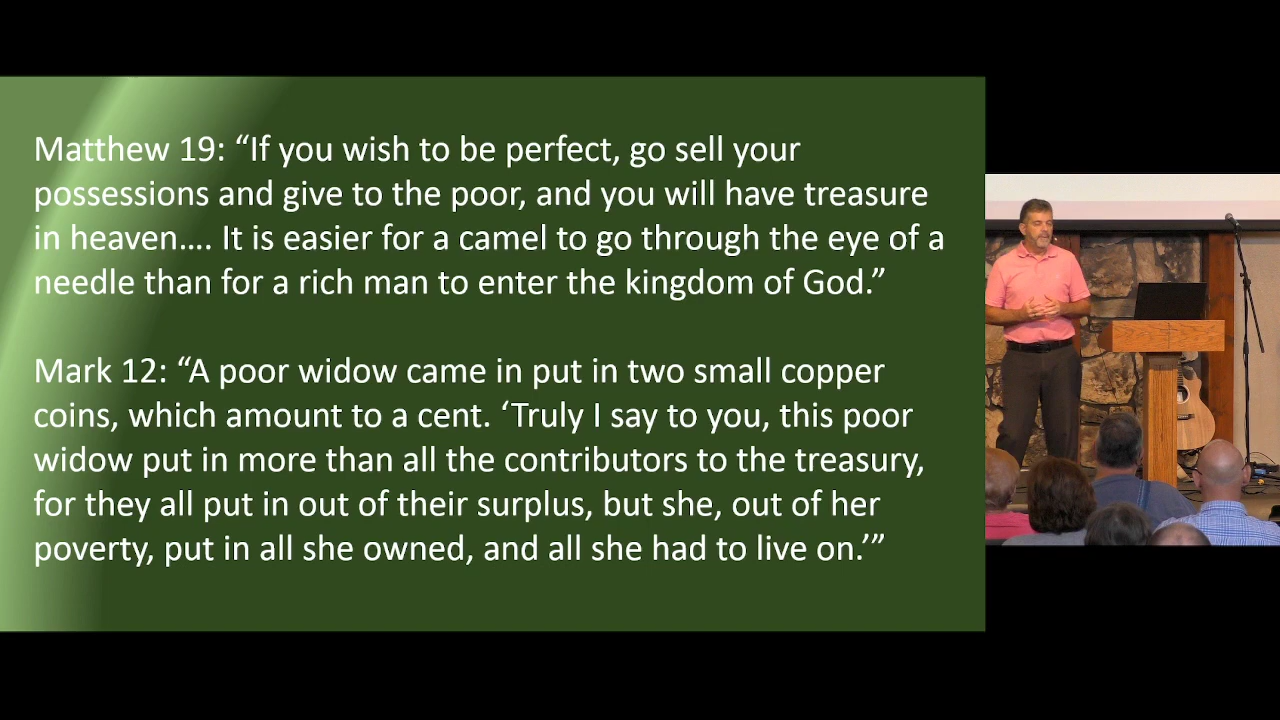 Matthew 19: “If you wish to be perfect, go sell your
possessions and give to the poor, and you will have treasure
in heaven…. It is easier for a camel to go through the eye of a
needle than for a rich man to enter the kingdom of God.”
Mark 12: “A poor widow came in put in two small copper
coins, which amount to a cent. ‘Truly I say to you, this poor
widow put in more than all the contributors to the treasury,
for they all put in out of their surplus, but she, out of her
poverty, put in all she owned, and all she had to live on.’”